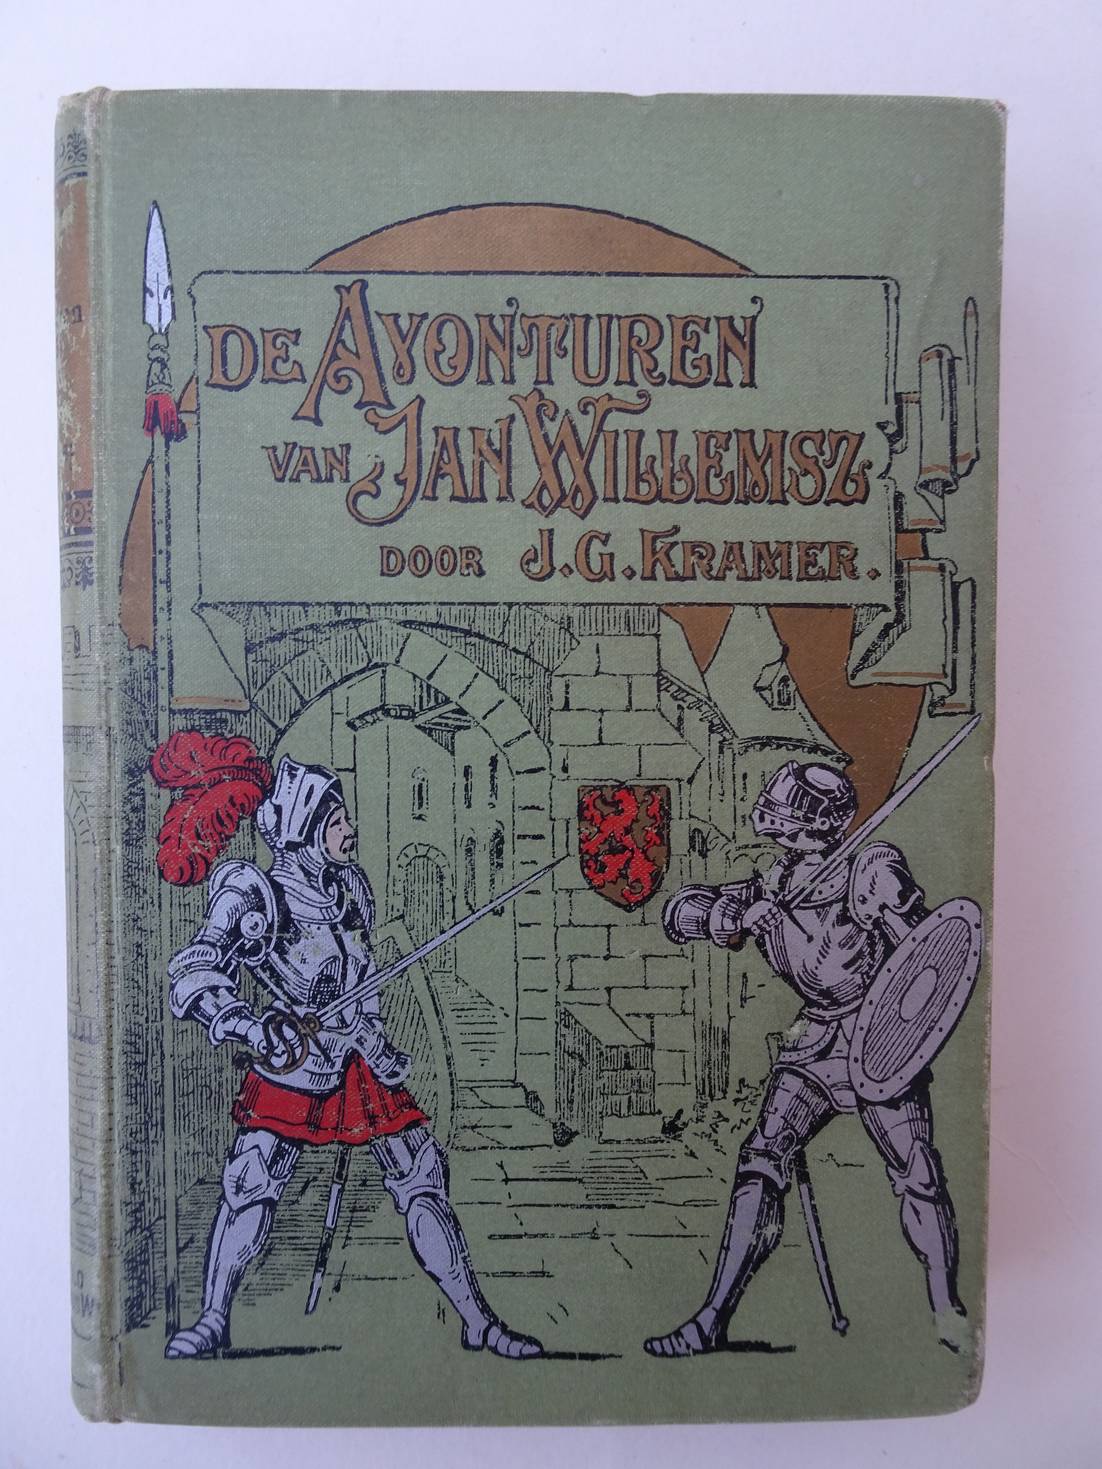 DE AVONTUREN
VAN JAN WILLEMSZ
DOOR J.G. KRAMER.